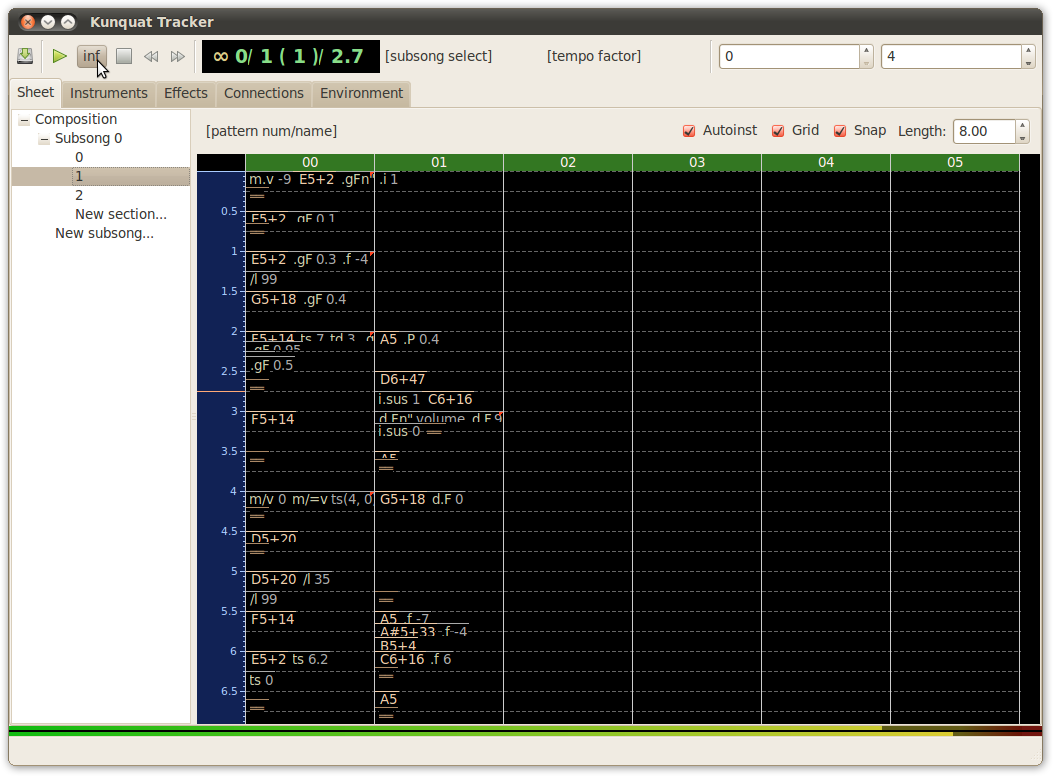 Kunquat Tracker
inf ∞ 0/ 1 ( 1 )/ 2.7 [subsong select] [tempo factor] 0 4
Sheet Instruments Effects Connections Environment
Composition
Subsong 0
0
1
2
New section...
New subsong...
[pattern num/name] Autoinst Grid Snap Length: 8.00
00 01 02 03 04 05
m.v -9 E5+2 .gFn" .i 1
0.5 E5+2 .gF 0.1
1 E5+2 .gF 0.3 .f -4
/l 99
1.5 G5+18 .gF 0.4
2 E5+14 ts 7 td 3 .g A5 .P 0.4
.gF 0.95
.gF 0.5
2.5 D6+47
i.sus 1 C6+16
3 F5+14 d.Fn" volume d.F 9
i.sus 0
3.5 A5
4 m/v 0 m/=v ts(4, 0 G5+18 d.F 0
4.5 D5+20
5 D5+20 /l 35
/l 99
5.5 F5+14 A5 .f -7
A#5+33 .f -4
B5+4
6 E5+2 ts 6.2 C6+16 .f 6
ts 0
6.5 A5